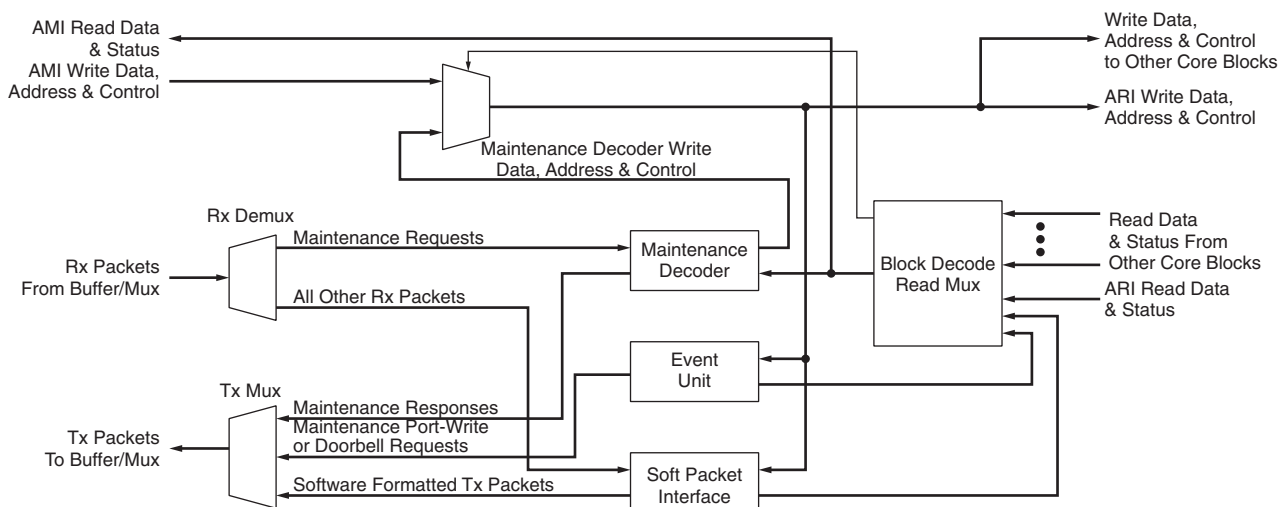 AMI Read Data
& Status
AMI Write Data,
Address & Control
Write Data,
Address & Control
to Other Core Blocks
ARI Write Data,
Address & Control
Maintenance Decoder Write
Data, Address & Control
Rx Demux
Rx Packets
From Buffer/Mux
Maintenance Requests
All Other Rx Packets
Maintenance
Decoder
Block Decode
Read Mux
Read Data
& Status From
Other Core Blocks
ARI Read Data
& Status
Event
Unit
Tx Mux
Tx Packets
To Buffer/Mux
Maintenance Responses
Maintenance Port-Write
or Doorbell Requests
Software Formatted Tx Packets
Soft Packet
Interface